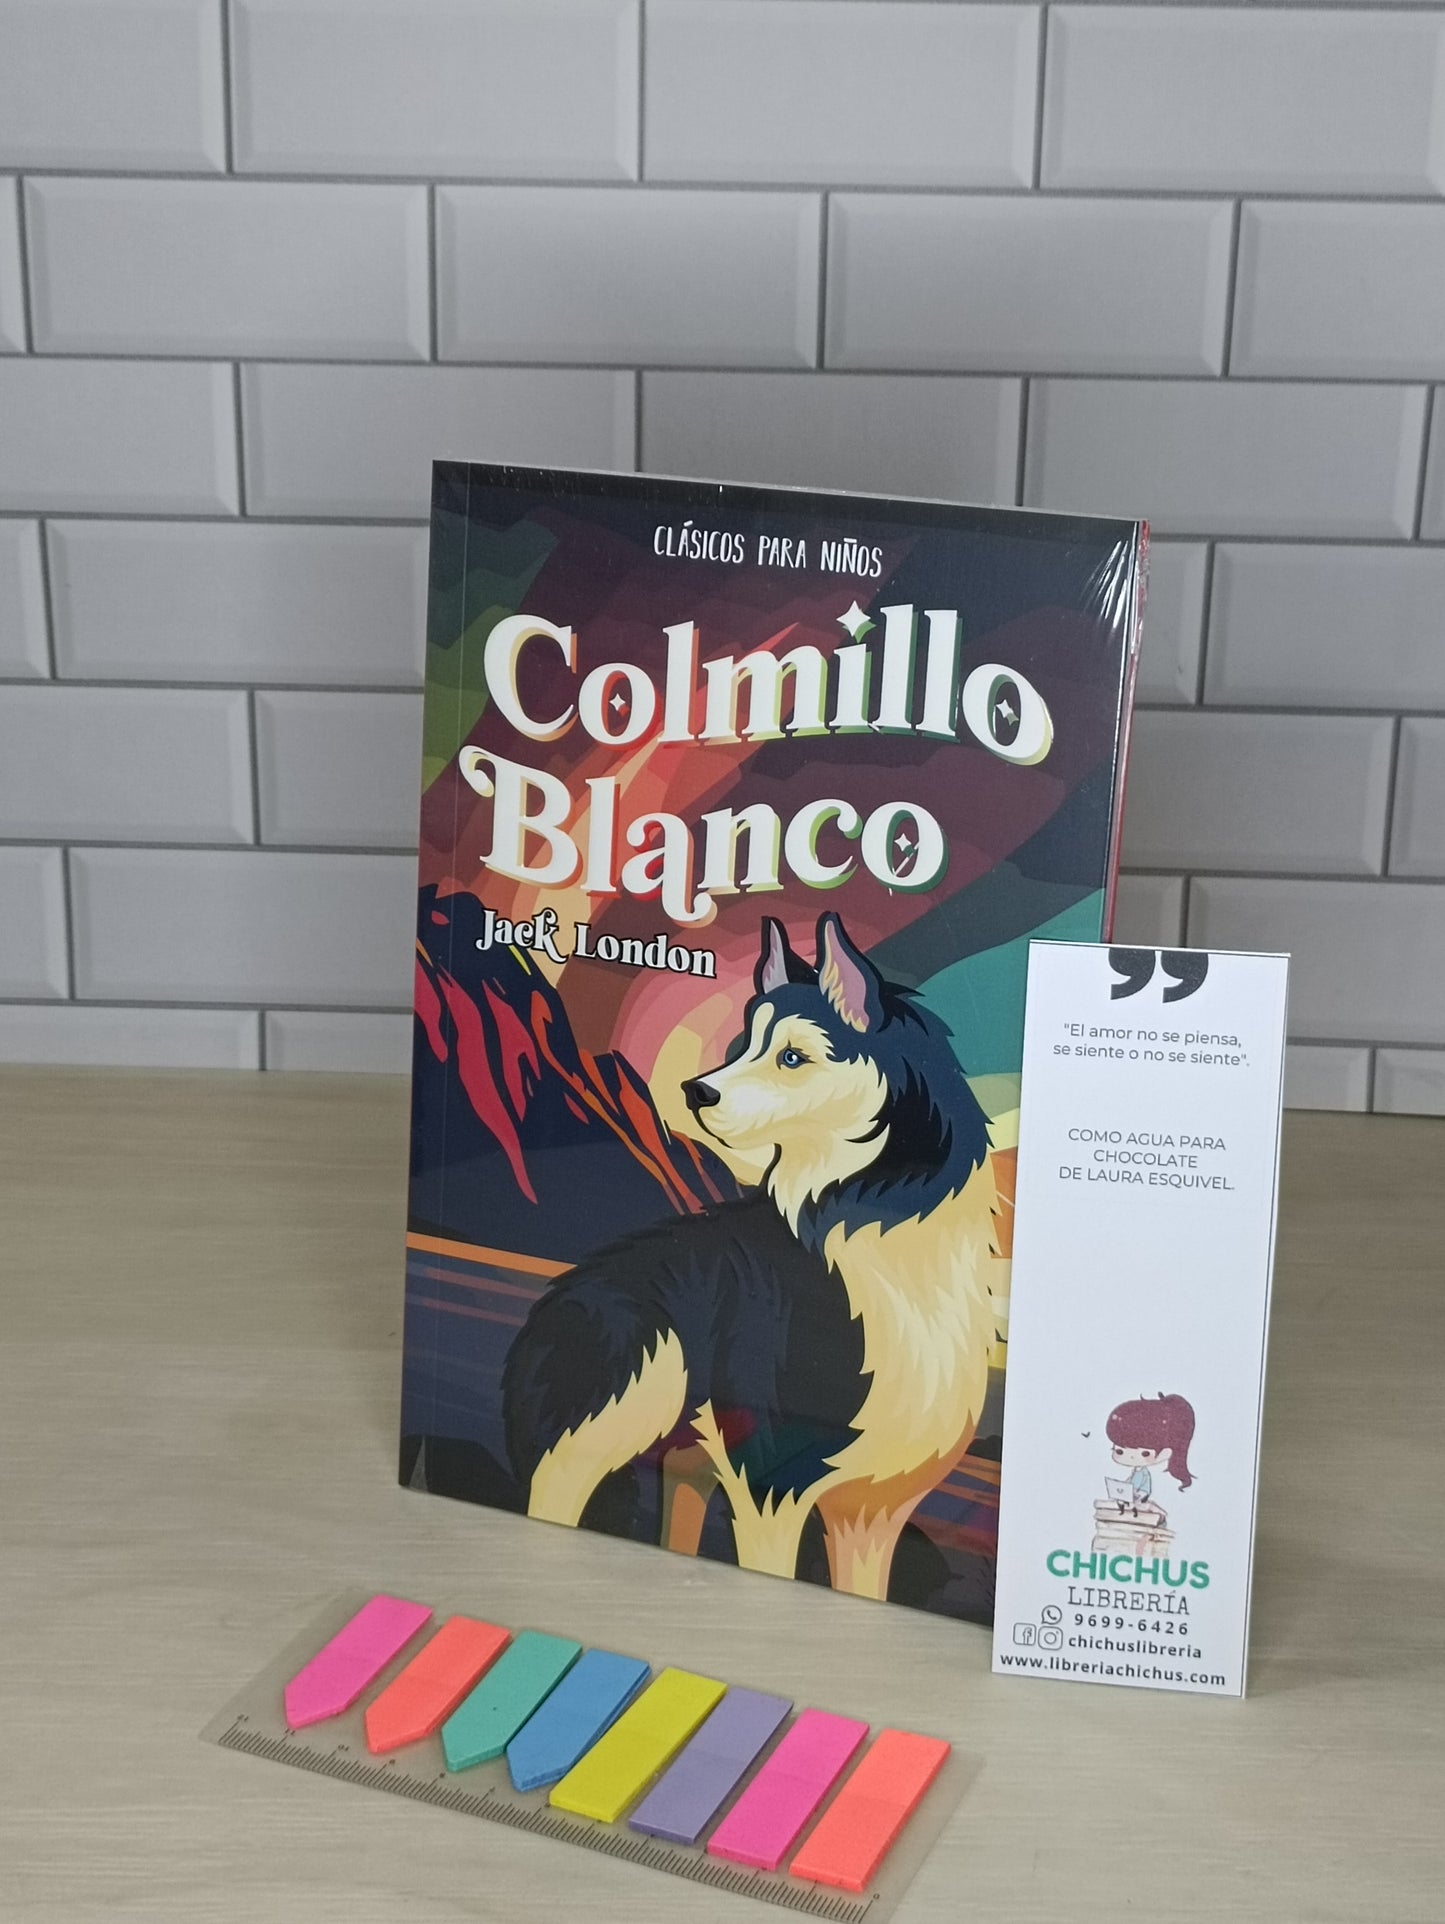 CLÁSICOS PARA NIÑOS
Colmillo
Blanco
Jack London
"El amor no se piensa,
se siente o no se siente".
COMO AGUA PARA
CHOCOLATE
DE LAURA ESQUIVEL.
CHICHUS
LIBRERÍA
9699-6426
chichuslibreria
www.libreriachichus.com